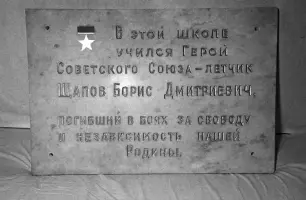 В этой школе
учился Герой
Советского Союза-летчик
Щапов Борис Дмитриевич,
погибший в боях за свободу
и независимость нашей
Родины.